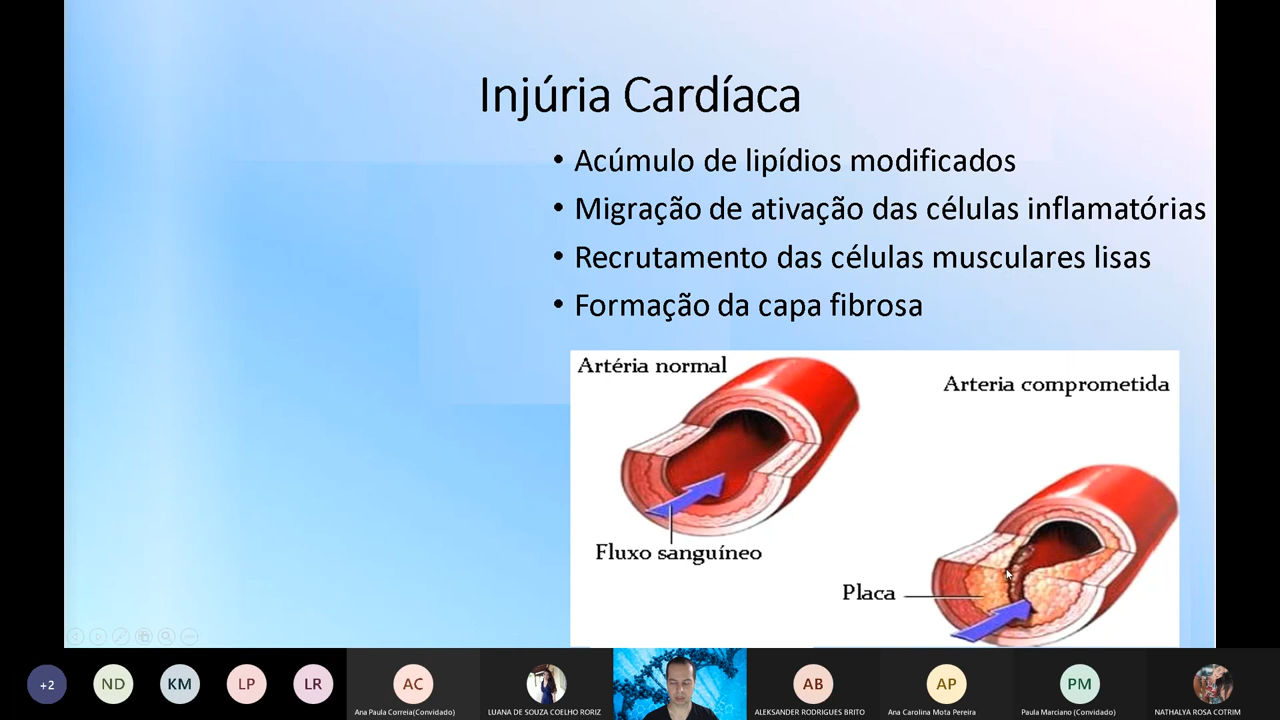 Injúria Cardíaca
• Acúmulo de lipídios modificados
• Migração de ativação das células inflamatórias
• Recrutamento das células musculares lisas
• Formação da capa fibrosa
Artéria normal
Arteria comprometida
Fluxo sanguíneo
Placa
+2
ND
KM
LP
LR
AC
AB
AP
PM
Ana Paula Correia(Convidado)
LUANA DE SOUZA COELHO RORIZ
ALEKSANDER RODRIGUES BRITO
Ana Carolina Mota Pereira
Paula Marciano (Convidado)
NATHALYA ROSA COTRIM